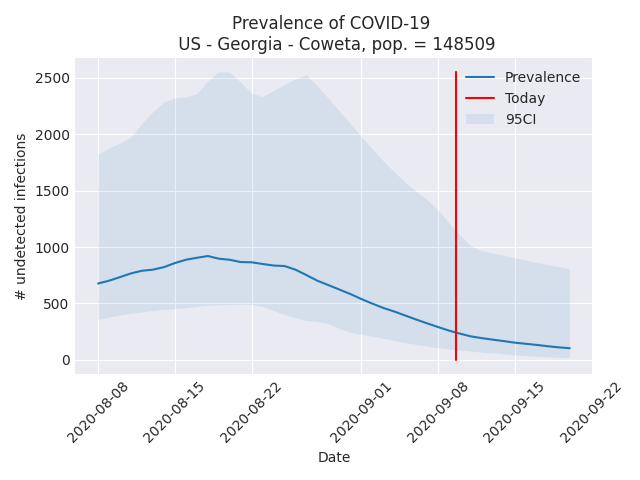 Prevalence of COVID-19
US - Georgia - Coweta, pop. = 148509
# undetected infections
2500
2000
1500
1000
500
0
Prevalence
Today
95CI
2020-08-08
2020-08-15
2020-08-22
2020-09-01
2020-09-08
2020-09-15
2020-09-22
Date